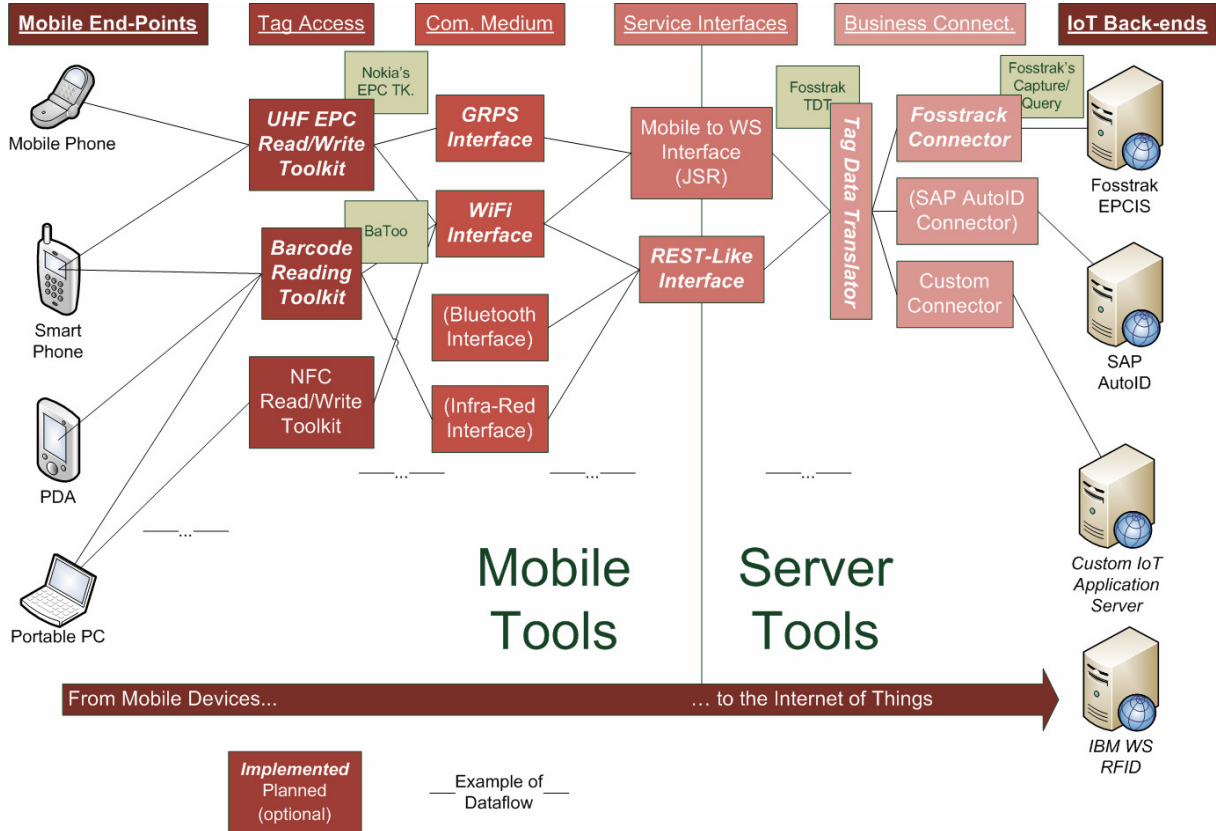 Mobile End-Points
Tag Access
Com. Medium
Service Interfaces
Business Connect.
IoT Back-ends
Mobile Phone
Smart
Phone
PDA
Portable PC
Nokia's
EPC TK.
UHF EPC
Read/Write
Toolkit
BaToo
Barcode
Reading
Toolkit
NFC
Read/Write
Toolkit
GRPS
Interface
WiFi
Interface
(Bluetooth
Interface)
(Infra-Red
Interface)
Mobile to WS
Interface
(JSR)
REST-Like
Interface
Fosstrak
TDT
Tag Data Translator
Fosstrak's
Capture/
Query
Fosstrack
Connector
(SAP AutoID
Connector)
Custom
Connector
Fosstrak
EPCIS
SAP
AutoID
Custom IoT
Application
Server
IBM WS
RFID
...
...
...
...
Mobile
Tools
Server
Tools
From Mobile Devices...
... to the Internet of Things
Implemented
Planned
(optional)
Example of
Dataflow